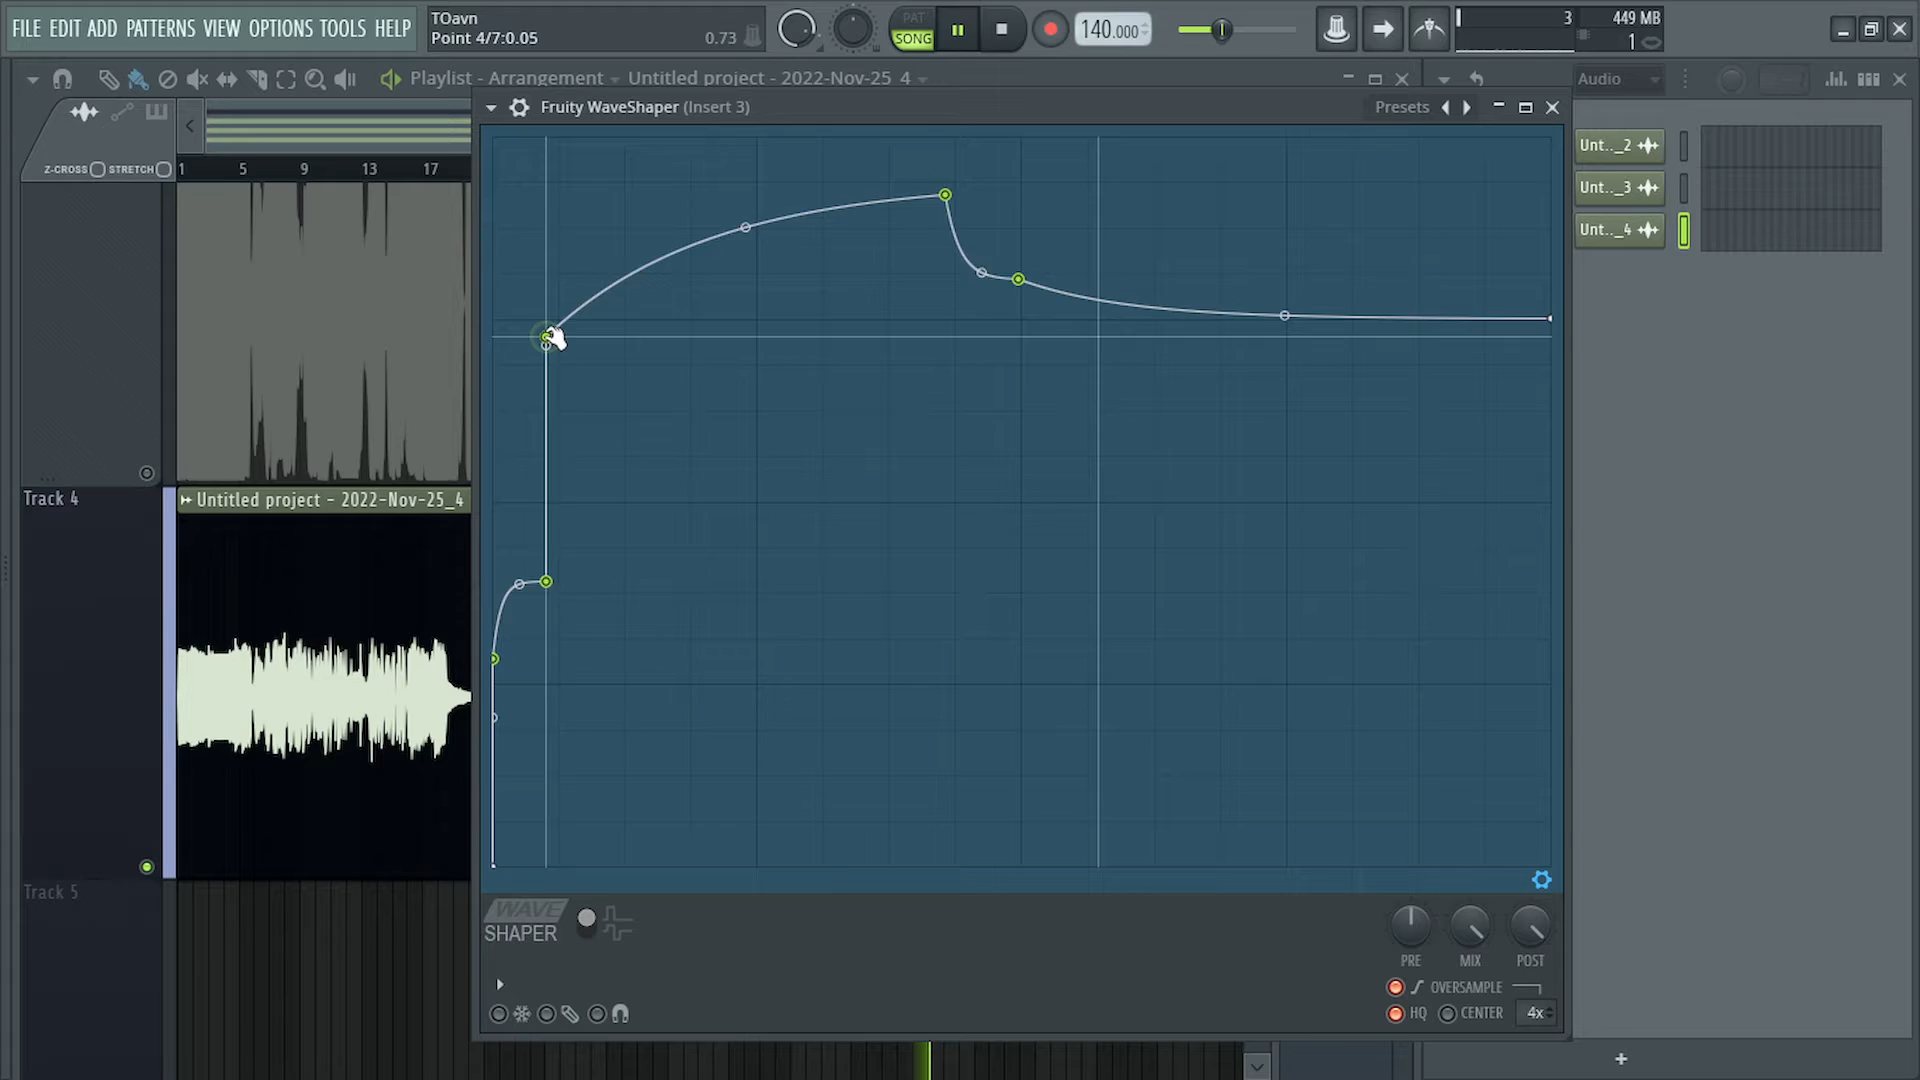 FILE EDIT ADD PATTERNS VIEW OPTIONS TOOLS HELP
TOavn
Point 4/7:0.05
0.73
PAT
SONG
140.000
3
449 MB
1
Playlist - Arrangement
Untitled project - 2022-Nov-25 4
Audio
Fruity WaveShaper (Insert 3)
Presets
Z-CROSS
STRETCH
1
5
9
13
17
Unt.._2
Unt.._3
Unt.._4
Track 4
Untitled project - 2022-Nov-25_4
Track 5
WAVE
SHAPER
PRE
MIX
POST
OVERSAMPLE
HQ
CENTER
4x